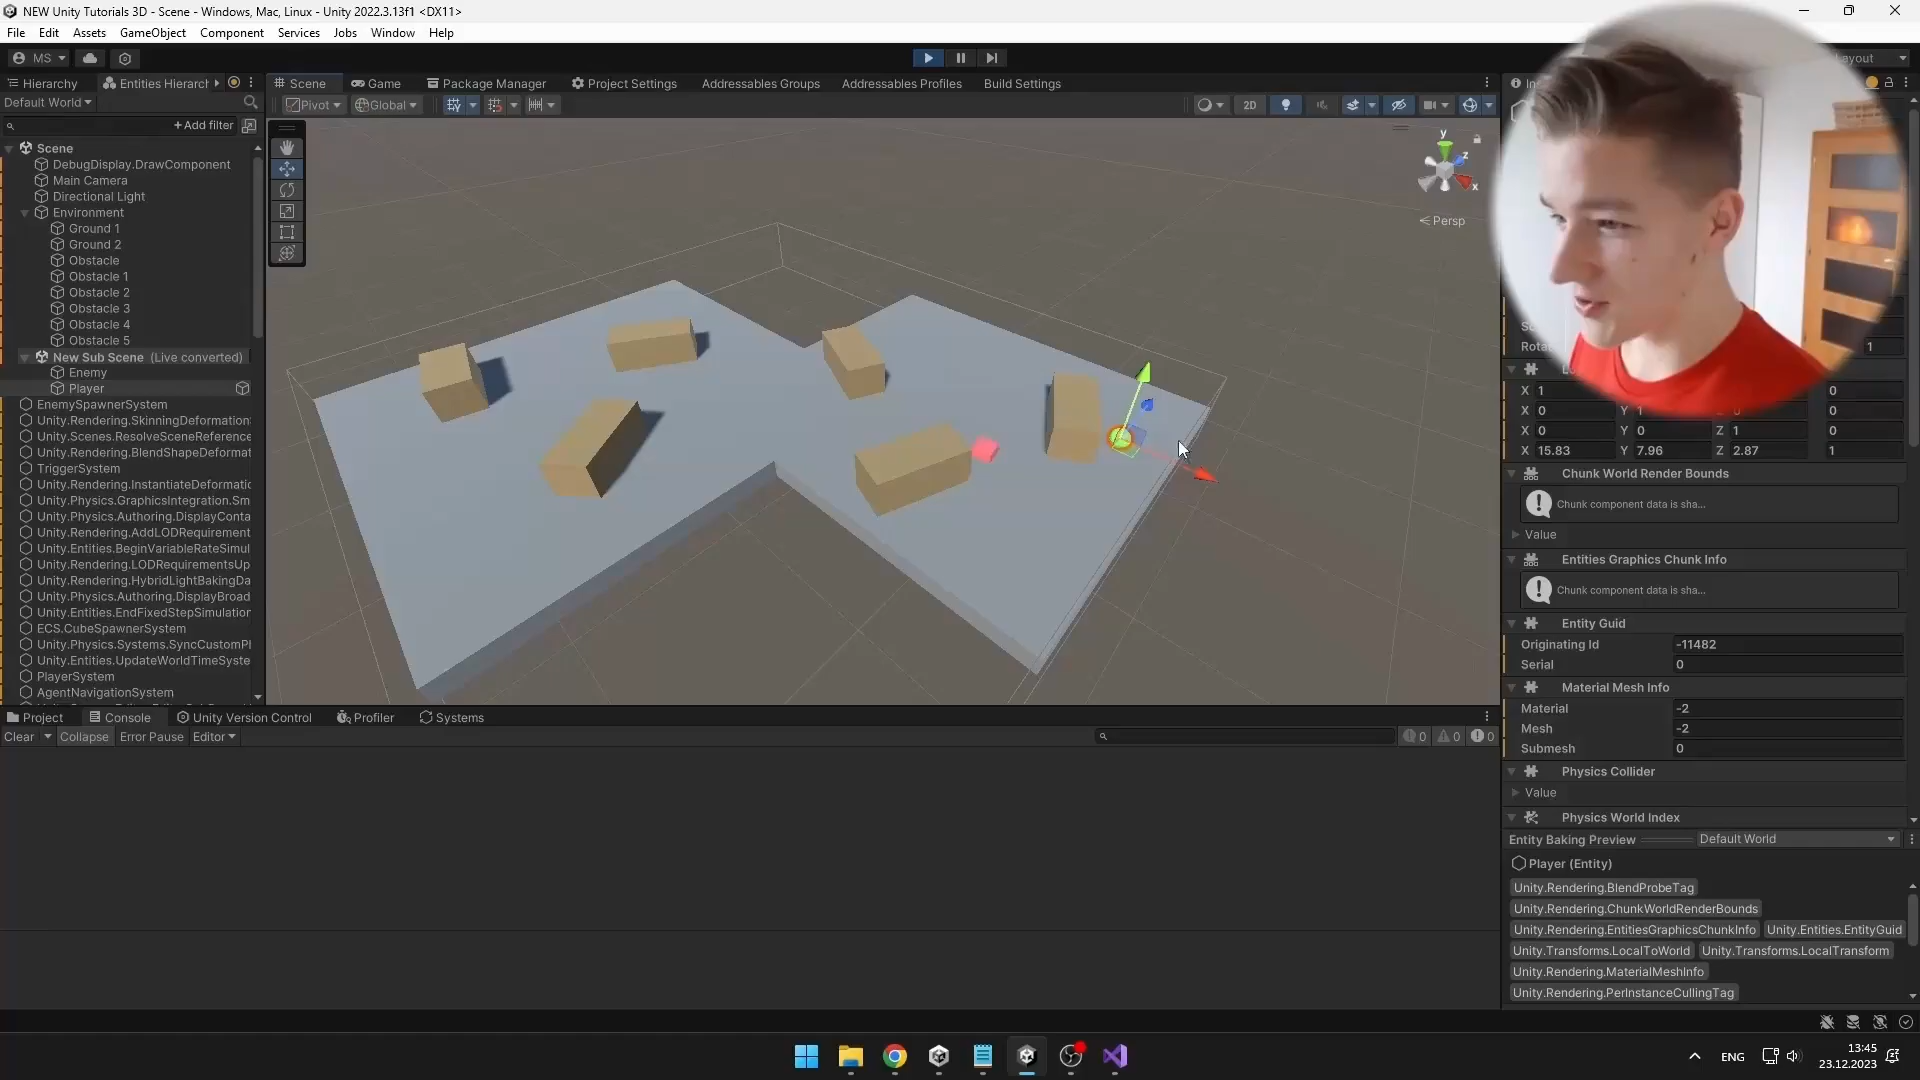 NEW Unity Tutorials 3D - Scene - Windows, Mac, Linux - Unity 2022.3.13f1 <DX11>
File Edit Assets GameObject Component Services Jobs Window Help
MS
ayout
Hierarchy Entities Hierarch Scene Game Package Manager Project Settings Addressables Groups Addressables Profiles Build Settings
Default World
Pivot Global 2D
+ Add filter
Scene
DebugDisplay.DrawComponent
Main Camera
Directional Light
Environment
Ground 1
Ground 2
Obstacle
Obstacle 1
Obstacle 2
Obstacle 3
Obstacle 4
Obstacle 5
New Sub Scene (Live converted)
Enemy
Player
EnemySpawnerSystem
Unity.Rendering.SkinningDeformation
Unity.Scenes.ResolveSceneReference
Unity.Rendering.BlendShapeDeformat
TriggerSystem
Unity.Rendering.InstantiateDeformatio
Unity.Physics.GraphicsIntegration.Sm
Unity.Physics.Authoring.DisplayConta
Unity.Rendering.AddLODRequirement
Unity.Entities.BeginVariableRateSimul
Unity.Rendering.LODRequirementsUp
Unity.Rendering.HybridLightBakingDa
Unity.Physics.Authoring.DisplayBroad
Unity.Entities.EndFixedStepSimulation
ECS.CubeSpawnerSystem
Unity.Physics.Systems.SyncCustomPh
Unity.Entities.UpdateWorldTimeSyste
PlayerSystem
AgentNavigationSystem
y
z
x
< Persp
Rota 1
X 1 0
X 0 Y 1 0
X 0 Y 0 Z 1 0
X 15.83 Y 7.96 Z 2.87 1
Chunk World Render Bounds
Chunk component data is sha...
Value
Entities Graphics Chunk Info
Chunk component data is sha...
Entity Guid
Originating Id -11482
Serial 0
Material Mesh Info
Material -2
Mesh -2
Submesh 0
Physics Collider
Value
Physics World Index
Entity Baking Preview Default World
Player (Entity)
Unity.Rendering.BlendProbeTag
Unity.Rendering.ChunkWorldRenderBounds
Unity.Rendering.EntitiesGraphicsChunkInfo Unity.Entities.EntityGuid
Unity.Transforms.LocalToWorld Unity.Transforms.LocalTransform
Unity.Rendering.MaterialMeshInfo
Unity.Rendering.PerInstanceCullingTag
Project Console Unity Version Control Profiler Systems
Clear Collapse Error Pause Editor 0 0 0
ENG
13:45
23.12.2023